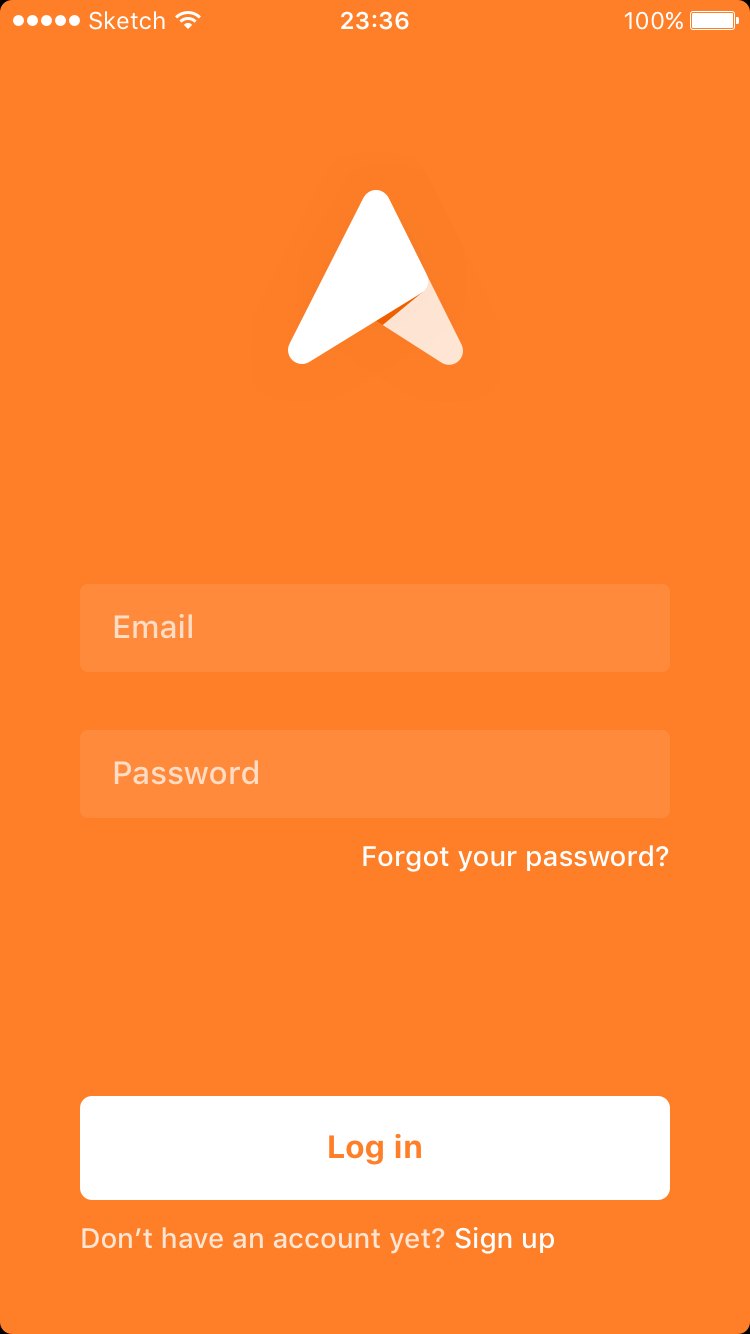 Sketch 23:36 100%
Email
Password
Forgot your password?
Log in
Don’t have an account yet? Sign up